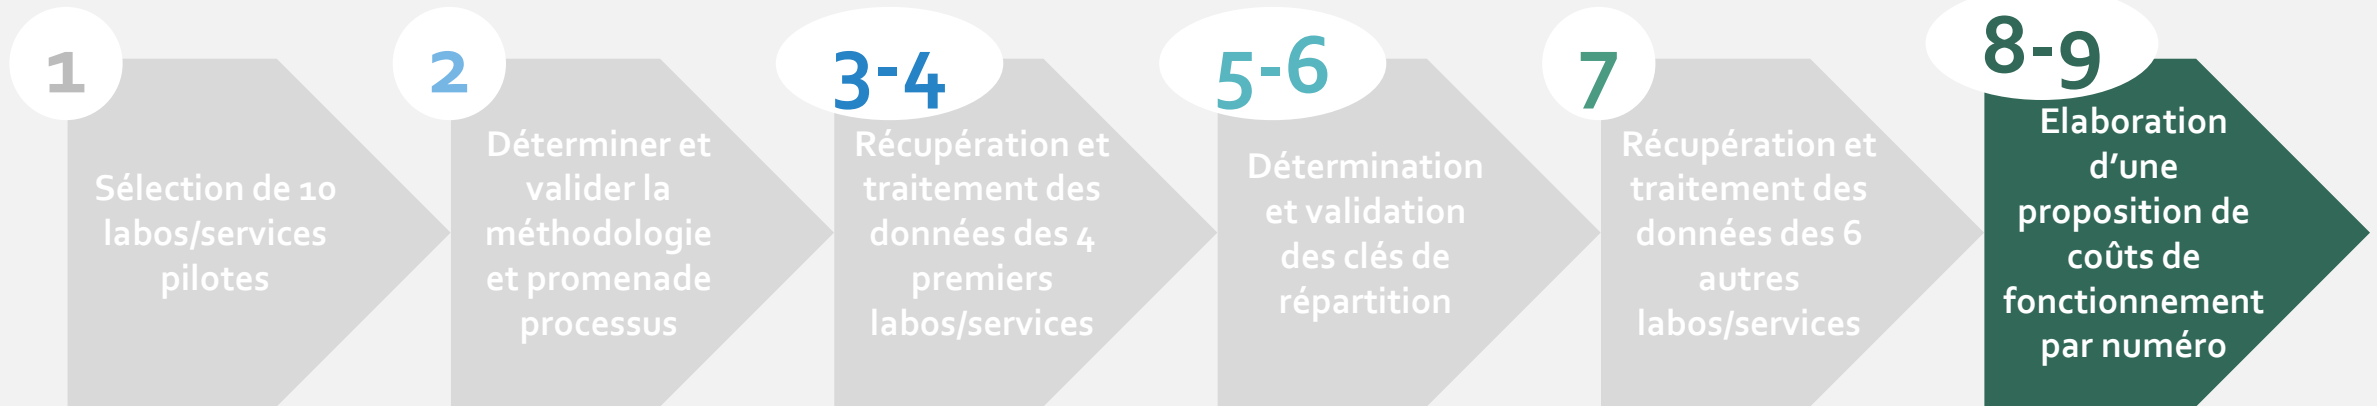 1
Sélection de 10
labos/services
pilotes
2
Déterminer et
valider la
méthodologie
et promenade
processus
3-4
Récupération et
traitement des
données des 4
premiers
labos/services
5-6
Détermination
et validation
des clés de
répartition
7
Récupération et
traitement des
données des 6
autres
labos/services
8-9
Elaboration
d’une
proposition de
coûts de
fonctionnement
par numéro